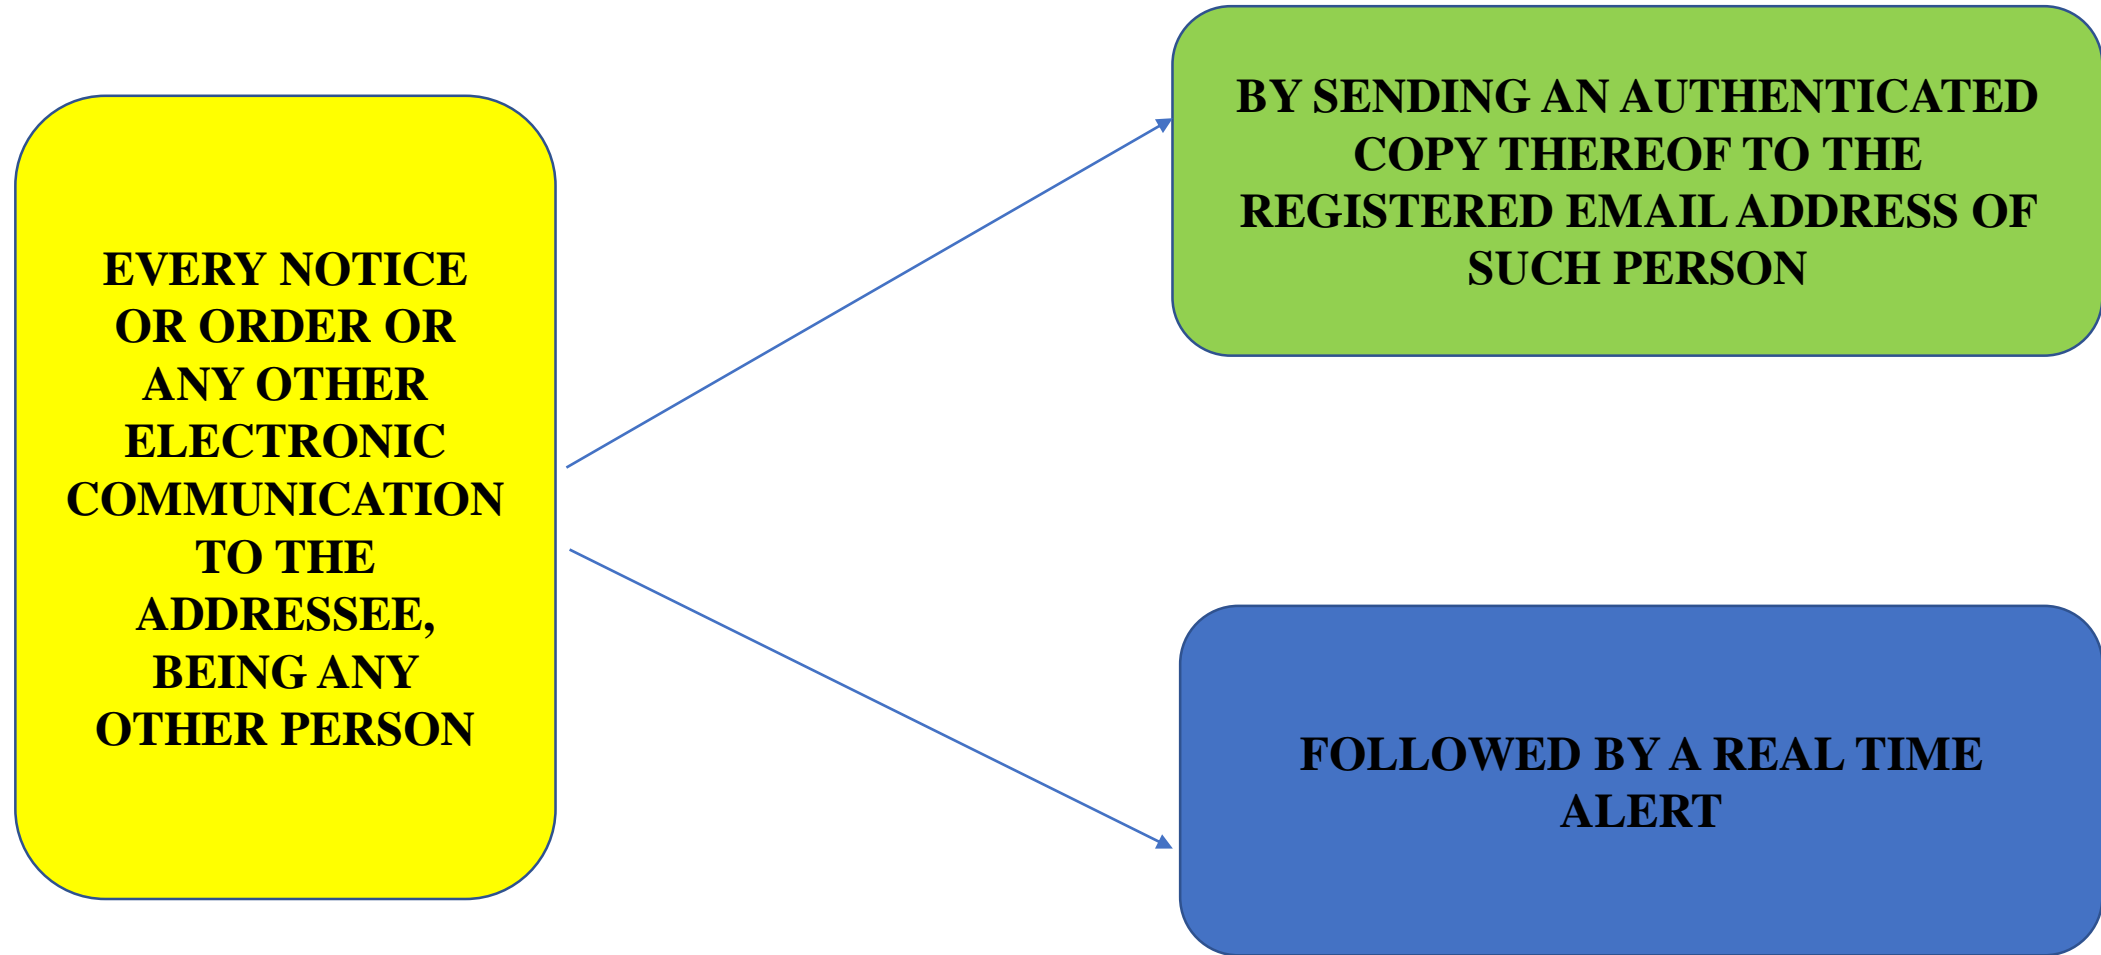 EVERY NOTICE
OR ORDER OR
ANY OTHER
ELECTRONIC
COMMUNICATION
TO THE
ADDRESSEE,
BEING ANY
OTHER PERSON
BY SENDING AN AUTHENTICATED
COPY THEREOF TO THE
REGISTERED EMAIL ADDRESS OF
SUCH PERSON
FOLLOWED BY A REAL TIME
ALERT